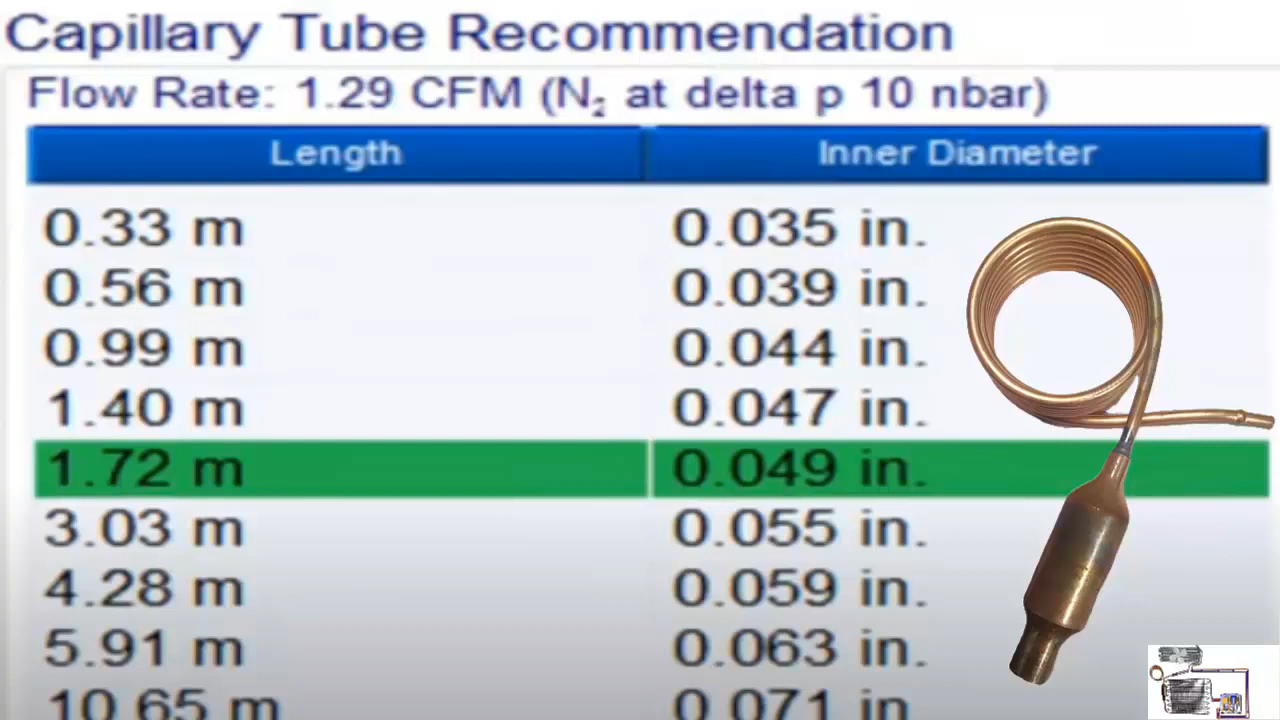 Capillary Tube Recommendation
Flow Rate: 1.29 CFM (N₂ at delta p 10 nbar)
Length Inner Diameter
0.33 m 0.035 in.
0.56 m 0.039 in.
0.99 m 0.044 in.
1.40 m 0.047 in.
1.72 m 0.049 in.
3.03 m 0.055 in.
4.28 m 0.059 in.
5.91 m 0.063 in.
10.65 m 0.071 in